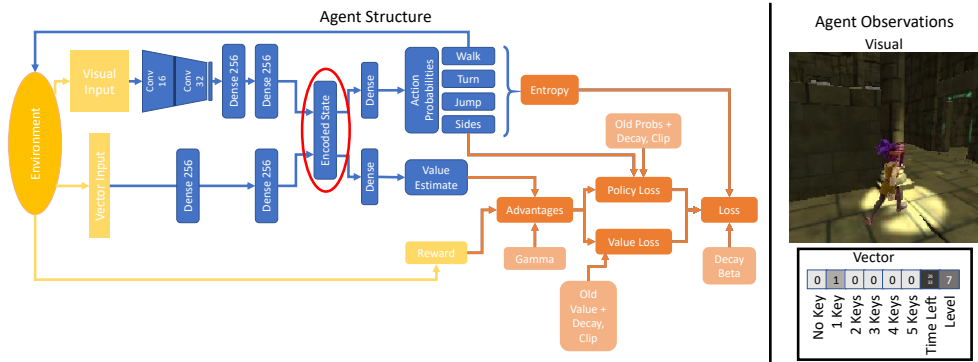 Agent Structure
Environment
Visual
Input
Conv
16
Conv
32
Dense 256
Dense 256
Encoded State
Dense
Action
Probabilities
Walk
Turn
Jump
Sides
Entropy
Vector Input
Dense 256
Dense 256
Dense
Value
Estimate
Old Probs +
Decay, Clip
Policy Loss
Advantages
Loss
Value Loss
Reward
Gamma
Decay
Beta
Old
Value +
Decay,
Clip
Agent Observations
Visual
Vector
0 1 0 0 0 0 7
No Key
1 Key
2 Keys
3 Keys
4 Keys
5 Keys
Time Left
Level